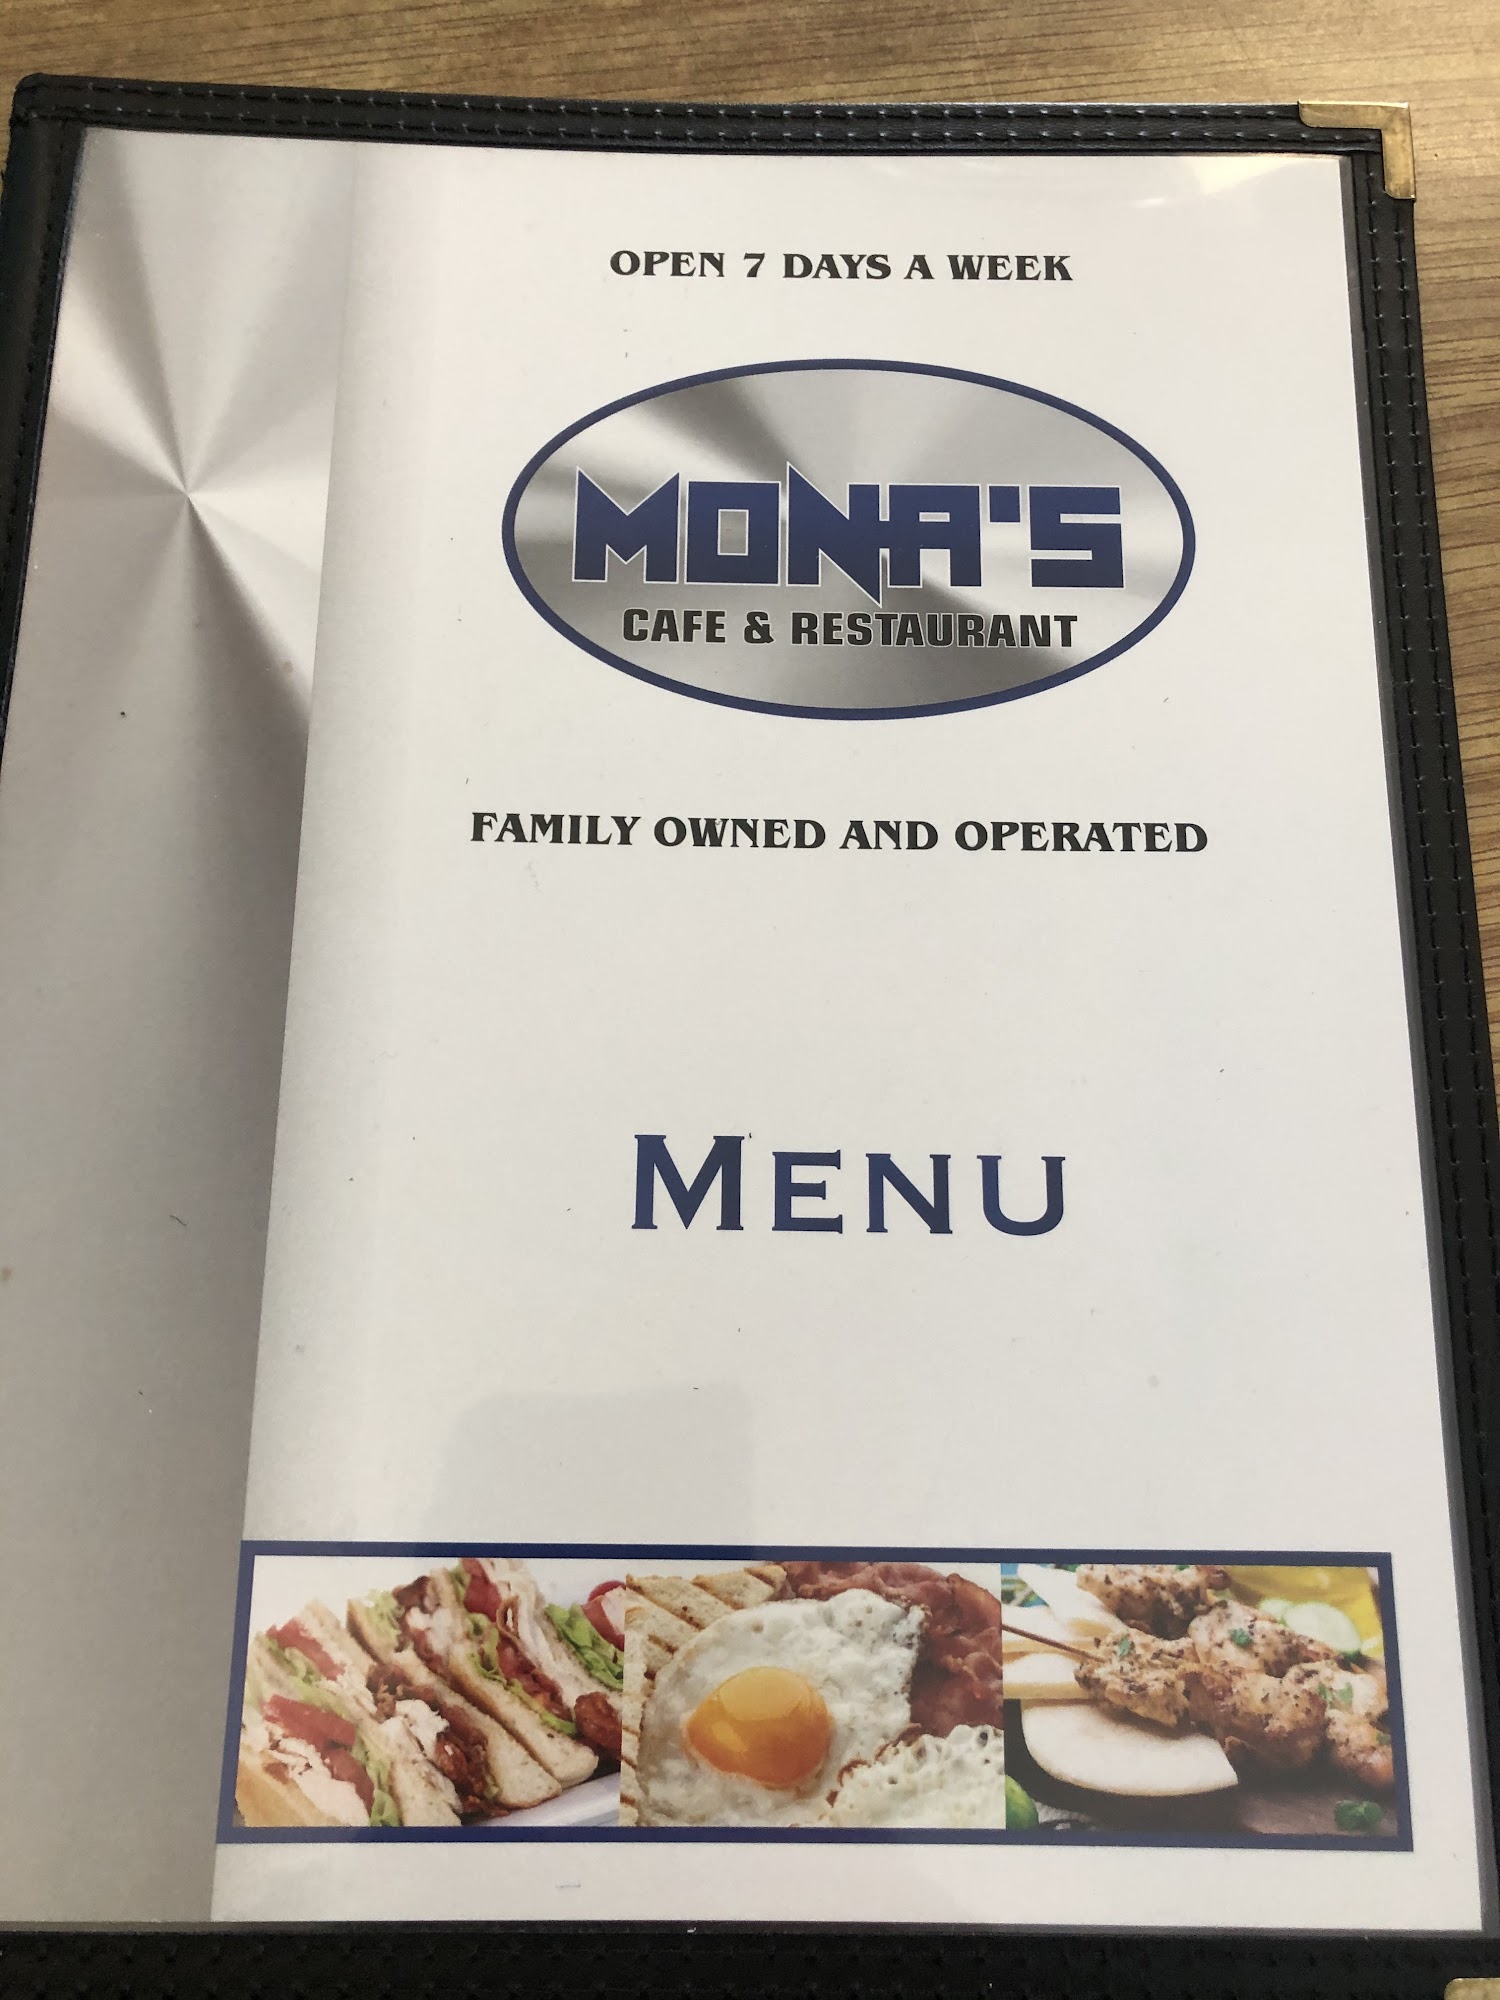 OPEN 7 DAYS A WEEK
MONA'S
CAFE & RESTAURANT
FAMILY OWNED AND OPERATED
MENU